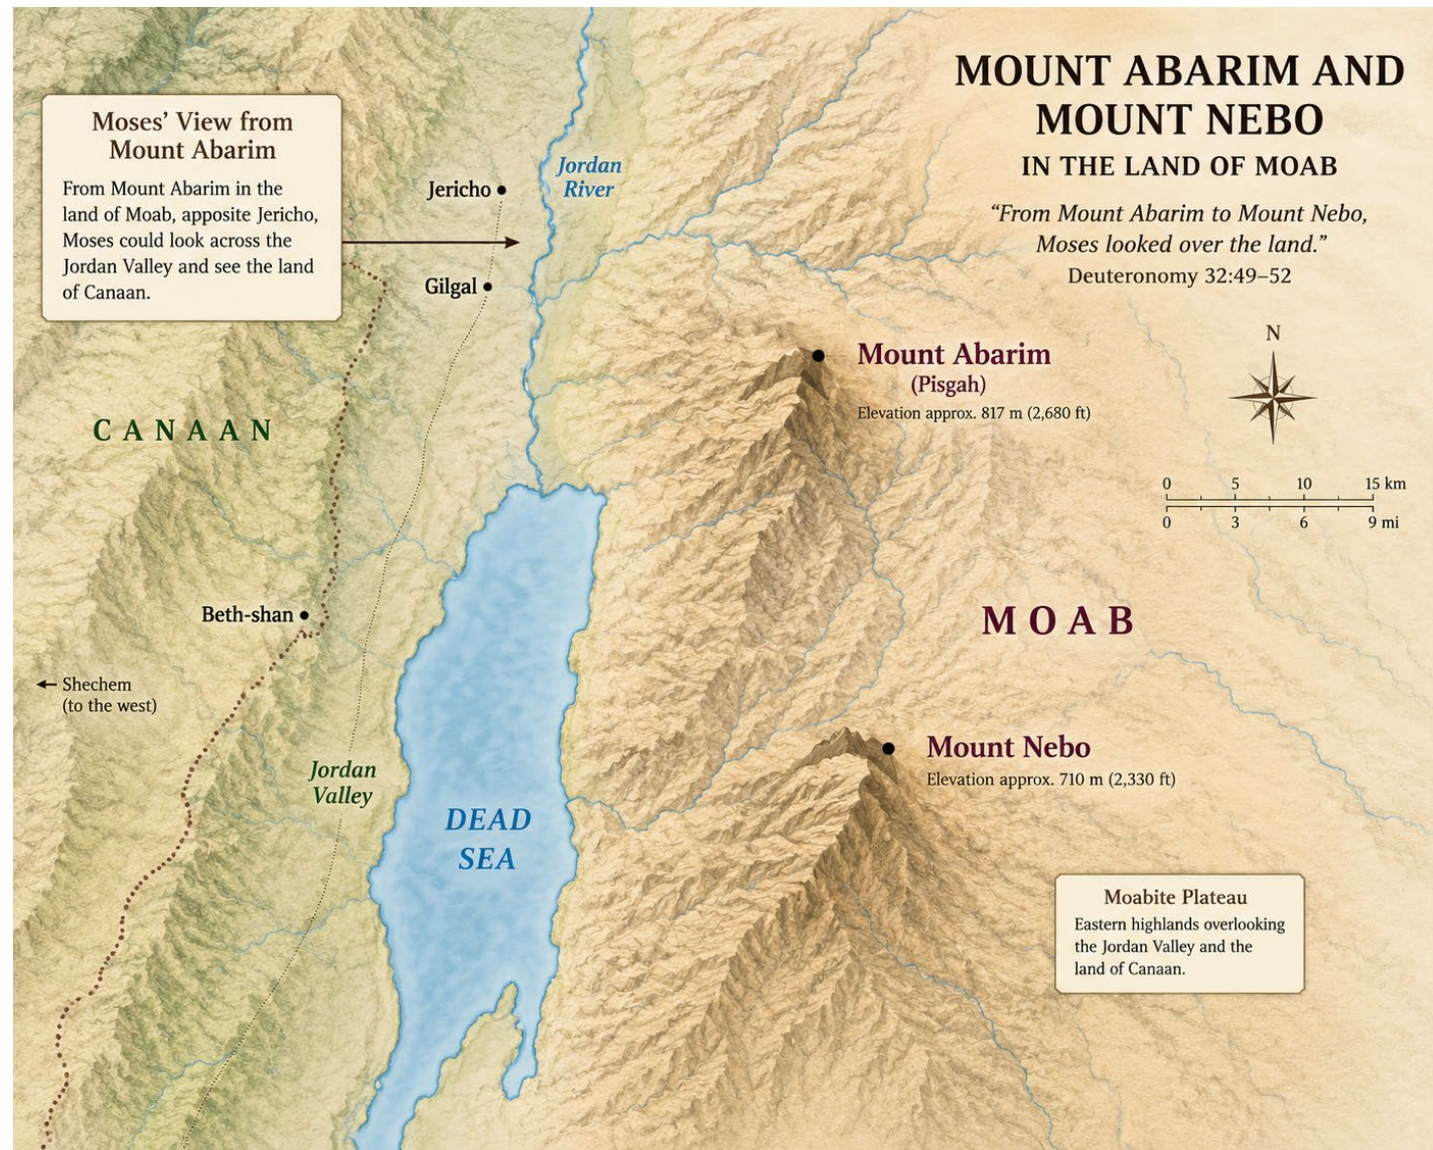 MOUNT ABARIM AND
MOUNT NEBO
IN THE LAND OF MOAB
“From Mount Abarim to Mount Nebo,
Moses looked over the land.”
Deuteronomy 32:49–52
Moses’ View from
Mount Abarim
From Mount Abarim in the
land of Moab, apposite Jericho,
Moses could look across the
Jordan Valley and see the land
of Canaan.
Jordan
River
Jericho
Gilgal
N
Mount Abarim
(Pisgah)
Elevation approx. 817 m (2,680 ft)
CANAAN
0 5 10 15 km
0 3 6 9 mi
Beth-shan
MOAB
Shechem
(to the west)
Mount Nebo
Elevation approx. 710 m (2,330 ft)
Jordan
Valley
DEAD
SEA
Moabite Plateau
Eastern highlands overlooking
the Jordan Valley and the
land of Canaan.